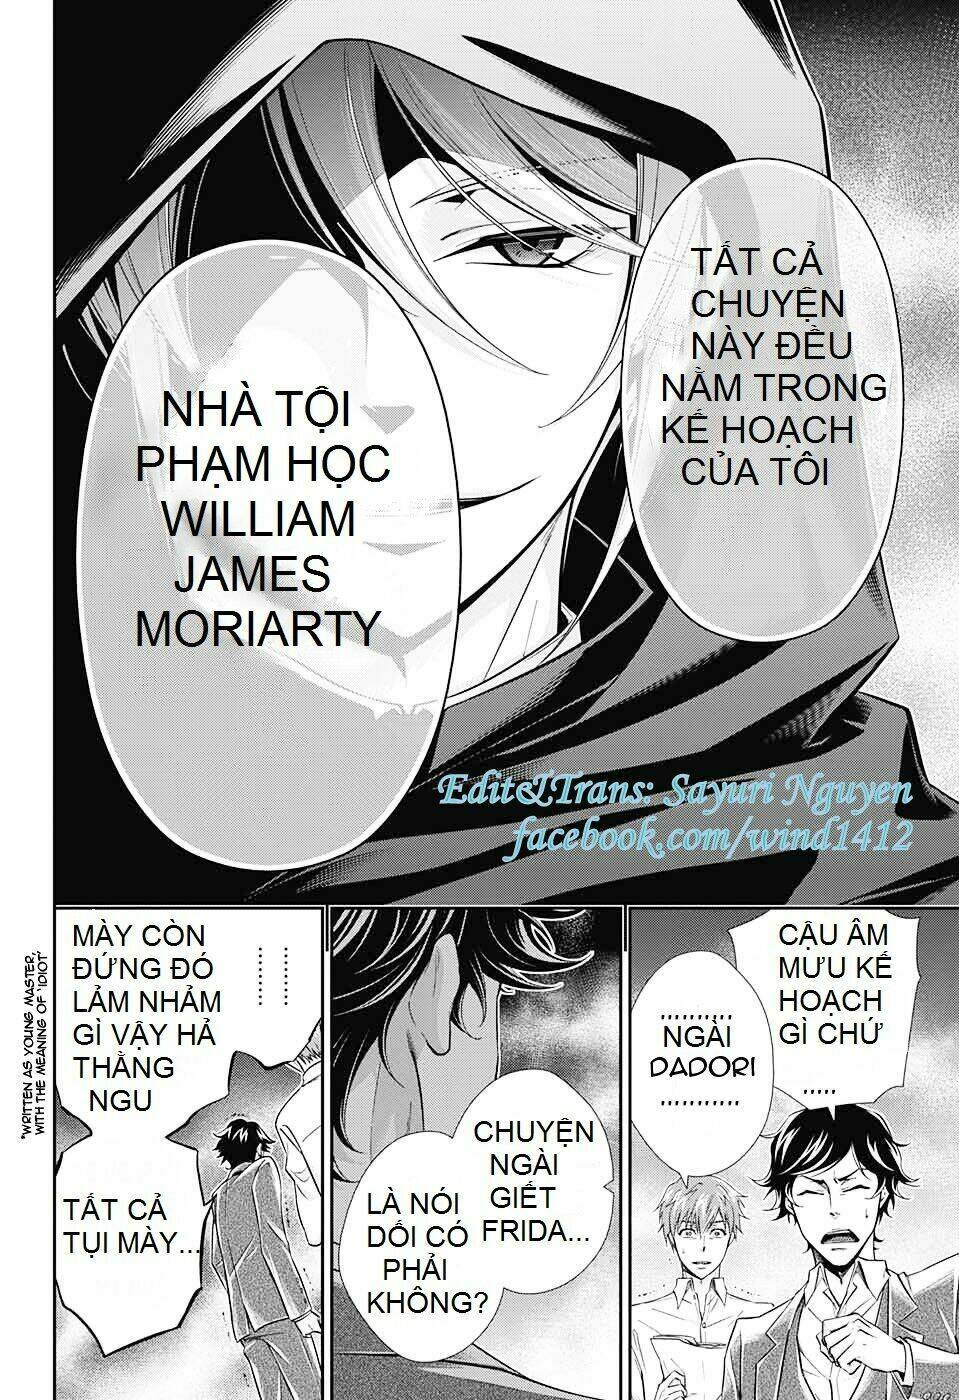 TẤT CẢ
CHUYỆN
NÀY ĐỀU
NẰM TRONG
KẾ HOẠCH
CỦA TÔI
NHÀ TỘI
PHẠM HỌC
WILLIAM
JAMES
MORIARTY
Edit&Trans: Sayuri Nguyen
facebook.com/wind1412
CẬU ÂM
MƯU KẾ
HOẠCH
GÌ CHỨ
.....
..........
NGÀI
DADORI
...........
CHUYỆN
NGÀI
GIẾT
FRIDA...
LÀ NÓI
DỐI CÓ
PHẢI
KHÔNG?
.........
MÀY CÒN
ĐỨNG ĐÓ
LẢM NHẢM
GÌ VẬY HẢ
THẰNG
NGU
TẤT CẢ
TỤI MÀY...
*WRITTEN AS YOUNG MASTER,
WITH THE MEANING OF 'IDIOT'